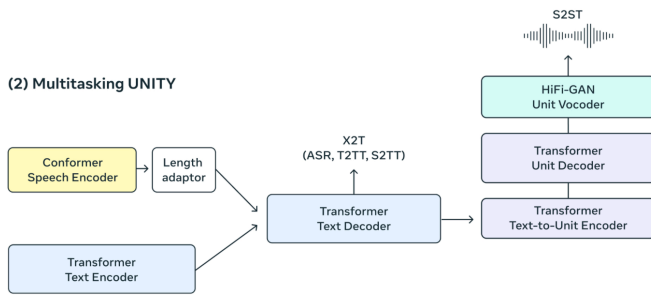 S2ST
(2) Multitasking UNITY
HiFi-GAN
Unit Vocoder
X2T
(ASR, T2TT, S2TT)
Transformer
Unit Decoder
Conformer
Speech Encoder
Length
adaptor
Transformer
Text Decoder
Transformer
Text-to-Unit Encoder
Transformer
Text Encoder